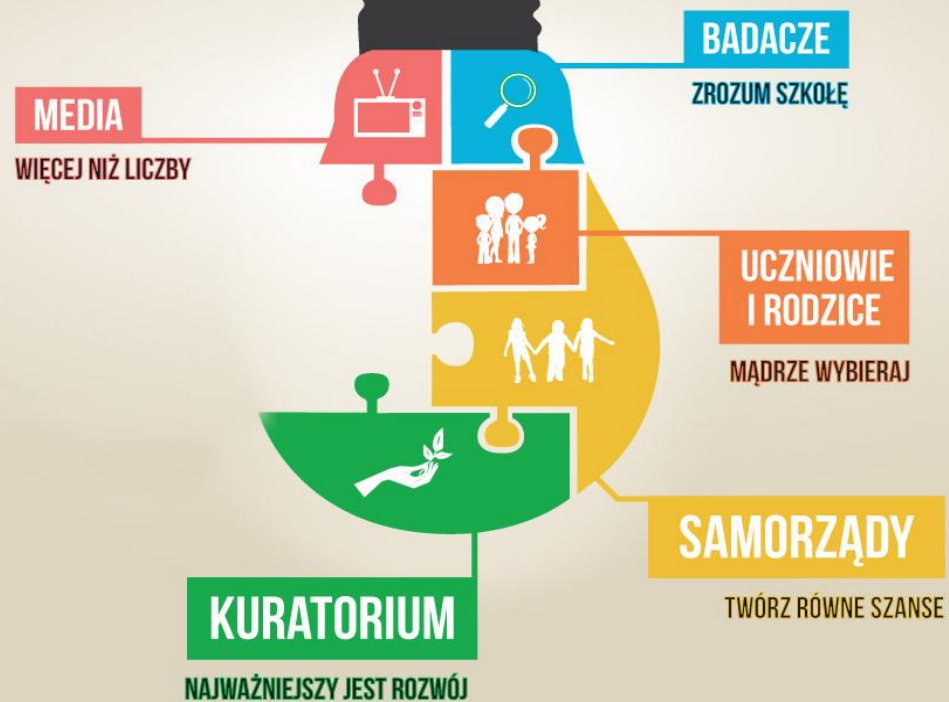 BADACZE
ZROZUM SZKOŁĘ
MEDIA
WIĘCEJ NIŻ LICZBY
UCZNIOWIE
I RODZICE
MĄDRZE WYBIERAJ
SAMORZĄDY
TWÓRZ RÓWNE SZANSE
KURATORIUM
NAJWAŻNIEJSZY JEST ROZWÓJ